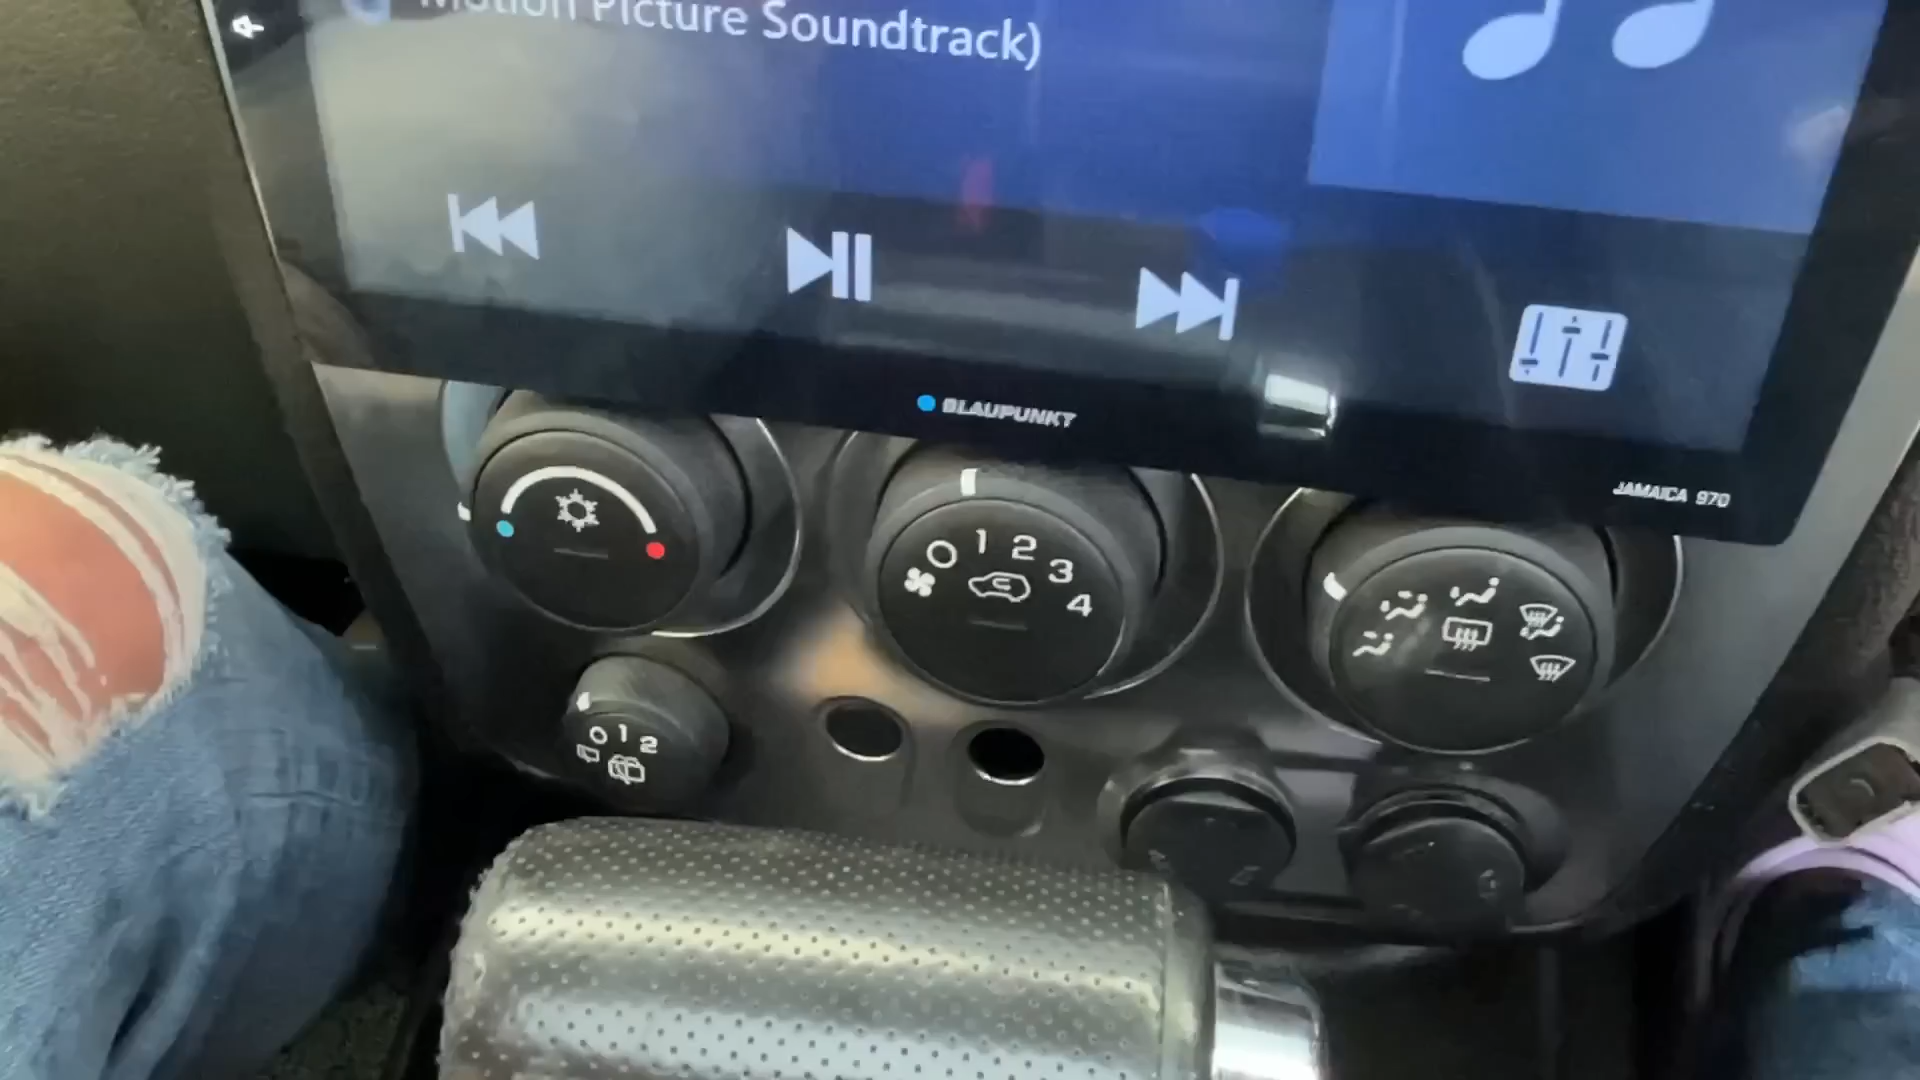 Motion Picture Soundtrack)
BLAUPUNKT
JAMAICA 970
0 1 2 3 4
0 1 2